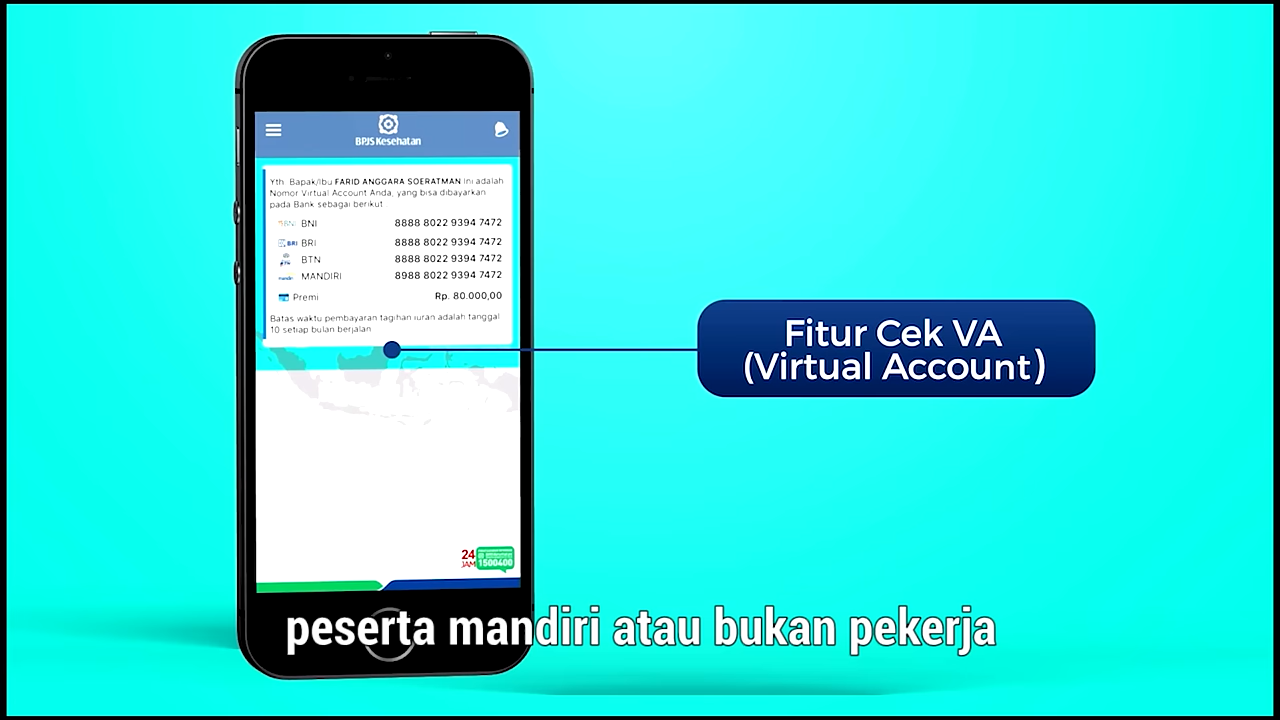 BPJS Kesehatan
Yth. Bapak/Ibu FARID ANGGARA SOERATMAN Ini adalah
Nomor Virtual Account Anda, yang bisa dibayarkan
pada Bank sebagai berikut
BNI BNI 8888 8022 9394 7472
BRI BRI 8888 8022 9394 7472
BTN 8888 8022 9394 7472
mandiri MANDIRI 8988 8022 9394 7472
Premi Rp. 80.000,00
Batas waktu pembayaran tagihan iuran adalah tanggal
10 setiap bulan berjalan
Fitur Cek VA
(Virtual Account)
24
JAM
1500400
peserta mandiri atau bukan pekerja